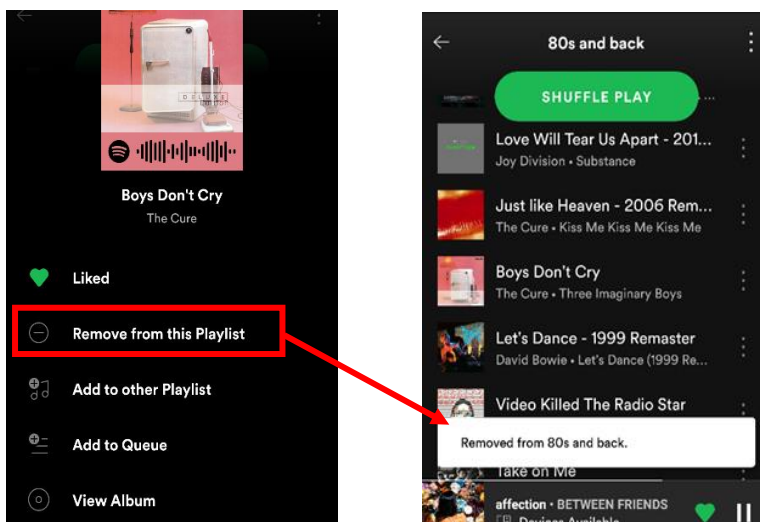 DELUXE
Boys Don't Cry
The Cure
Liked
Remove from this Playlist
Add to other Playlist
Add to Queue
View Album
80s and back
SHUFFLE PLAY
...
Love Will Tear Us Apart - 201...
Joy Division • Substance
Just like Heaven - 2006 Rem...
The Cure • Kiss Me Kiss Me Kiss Me
Boys Don't Cry
The Cure • Three Imaginary Boys
Let's Dance - 1999 Remaster
David Bowie • Let's Dance (1999 Re...
Video Killed The Radio Star
Removed from 80s and back.
Take on Me
affection • BETWEEN FRIENDS
Devices Available